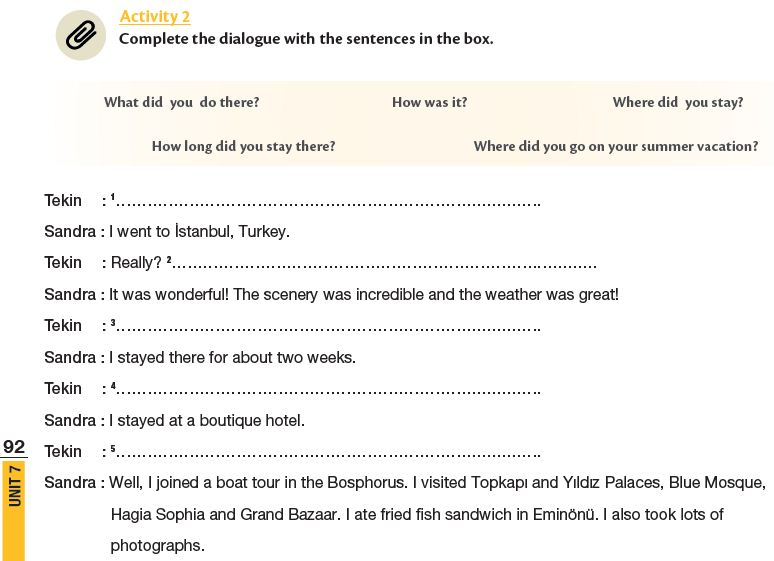 Activity 2
Complete the dialogue with the sentences in the box.
What did you do there? How was it? Where did you stay?
How long did you stay there? Where did you go on your summer vacation?
Tekin : 1................................................................................
Sandra : I went to İstanbul, Turkey.
Tekin : Really? 2................................................................................
Sandra : It was wonderful! The scenery was incredible and the weather was great!
Tekin : 3................................................................................
Sandra : I stayed there for about two weeks.
Tekin : 4................................................................................
Sandra : I stayed at a boutique hotel.
Tekin : 5................................................................................
Sandra : Well, I joined a boat tour in the Bosphorus. I visited Topkapı and Yıldız Palaces, Blue Mosque,
Hagia Sophia and Grand Bazaar. I ate fried fish sandwich in Eminönü. I also took lots of
photographs.
92
UNIT 7